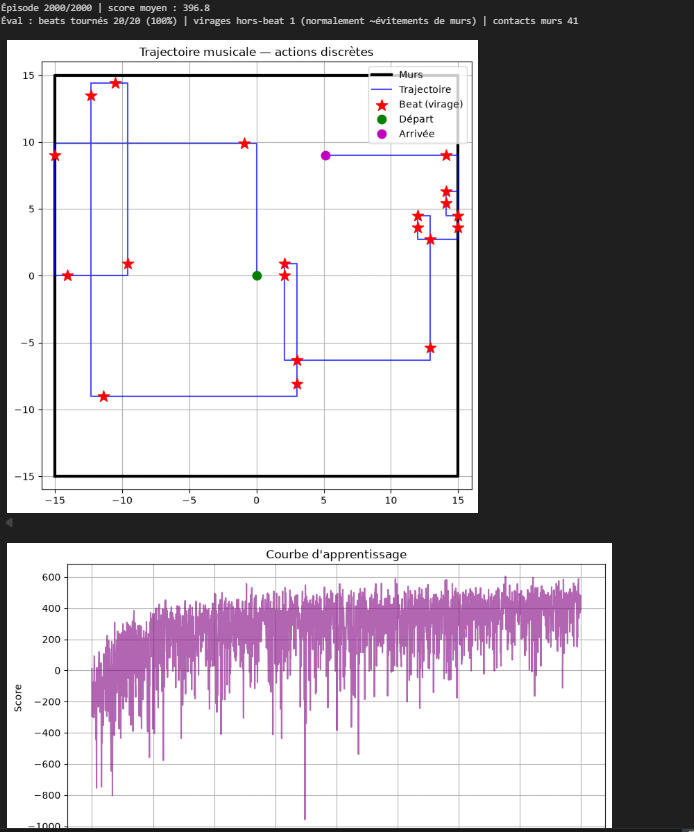 Épisode 2000/2000 | score moyen : 396.8
Éval : beats tournés 20/20 (100%) | virages hors-beat 1 (normalement ~évitements de murs) | contacts murs 41
Trajectoire musicale — actions discrètes
Murs
Trajectoire
Beat (virage)
Départ
Arrivée
15
10
5
0
−5
−10
−15
−15 −10 −5 0 5 10 15
Courbe d'apprentissage
Score
600
400
200
0
−200
−400
−600
−800
−1000